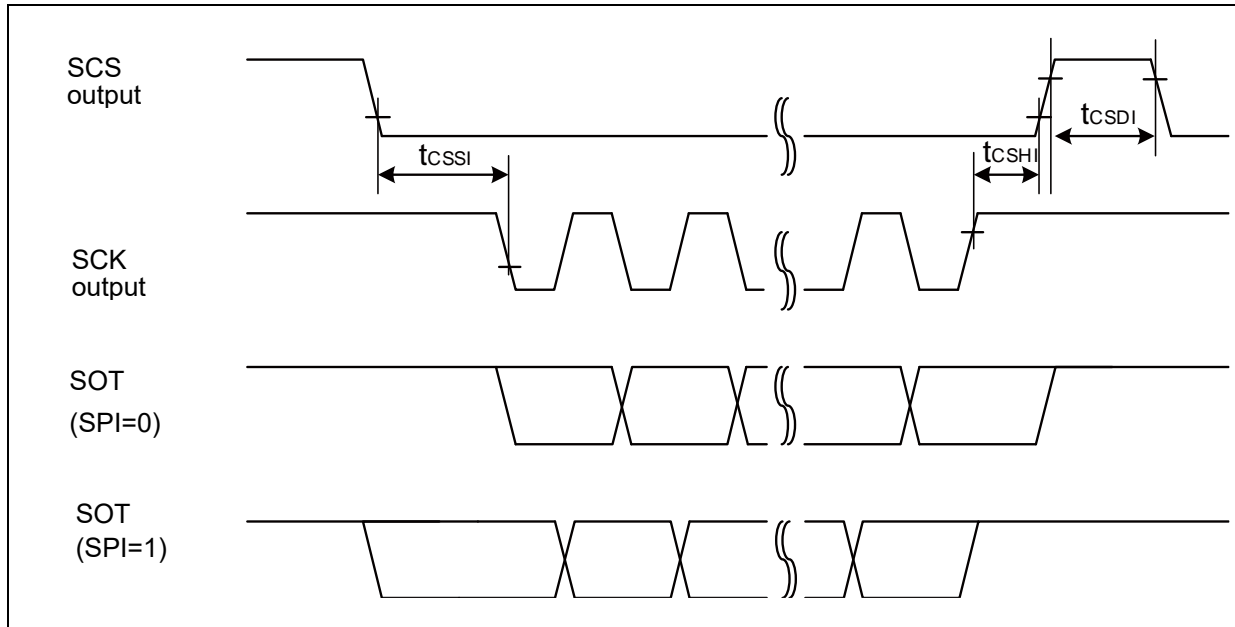 SCS
output
tCSSI
tCSHI
tCSDI
SCK
output
SOT
(SPI=0)
SOT
(SPI=1)